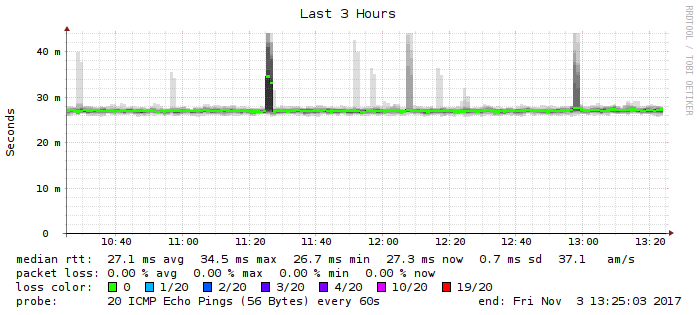 Last 3 Hours
RRDTOOL / TOBI OETIKER
Seconds
40 m
30 m
20 m
10 m
0
10:40 11:00 11:20 11:40 12:00 12:20 12:40 13:00 13:20
median rtt: 27.1 ms avg 34.5 ms max 26.7 ms min 27.3 ms now 0.7 ms sd 37.1 am/s
packet loss: 0.00 % avg 0.00 % max 0.00 % min 0.00 % now
loss color: 0 1/20 2/20 3/20 4/20 10/20 19/20
probe: 20 ICMP Echo Pings (56 Bytes) every 60s end: Fri Nov 3 13:25:03 2017